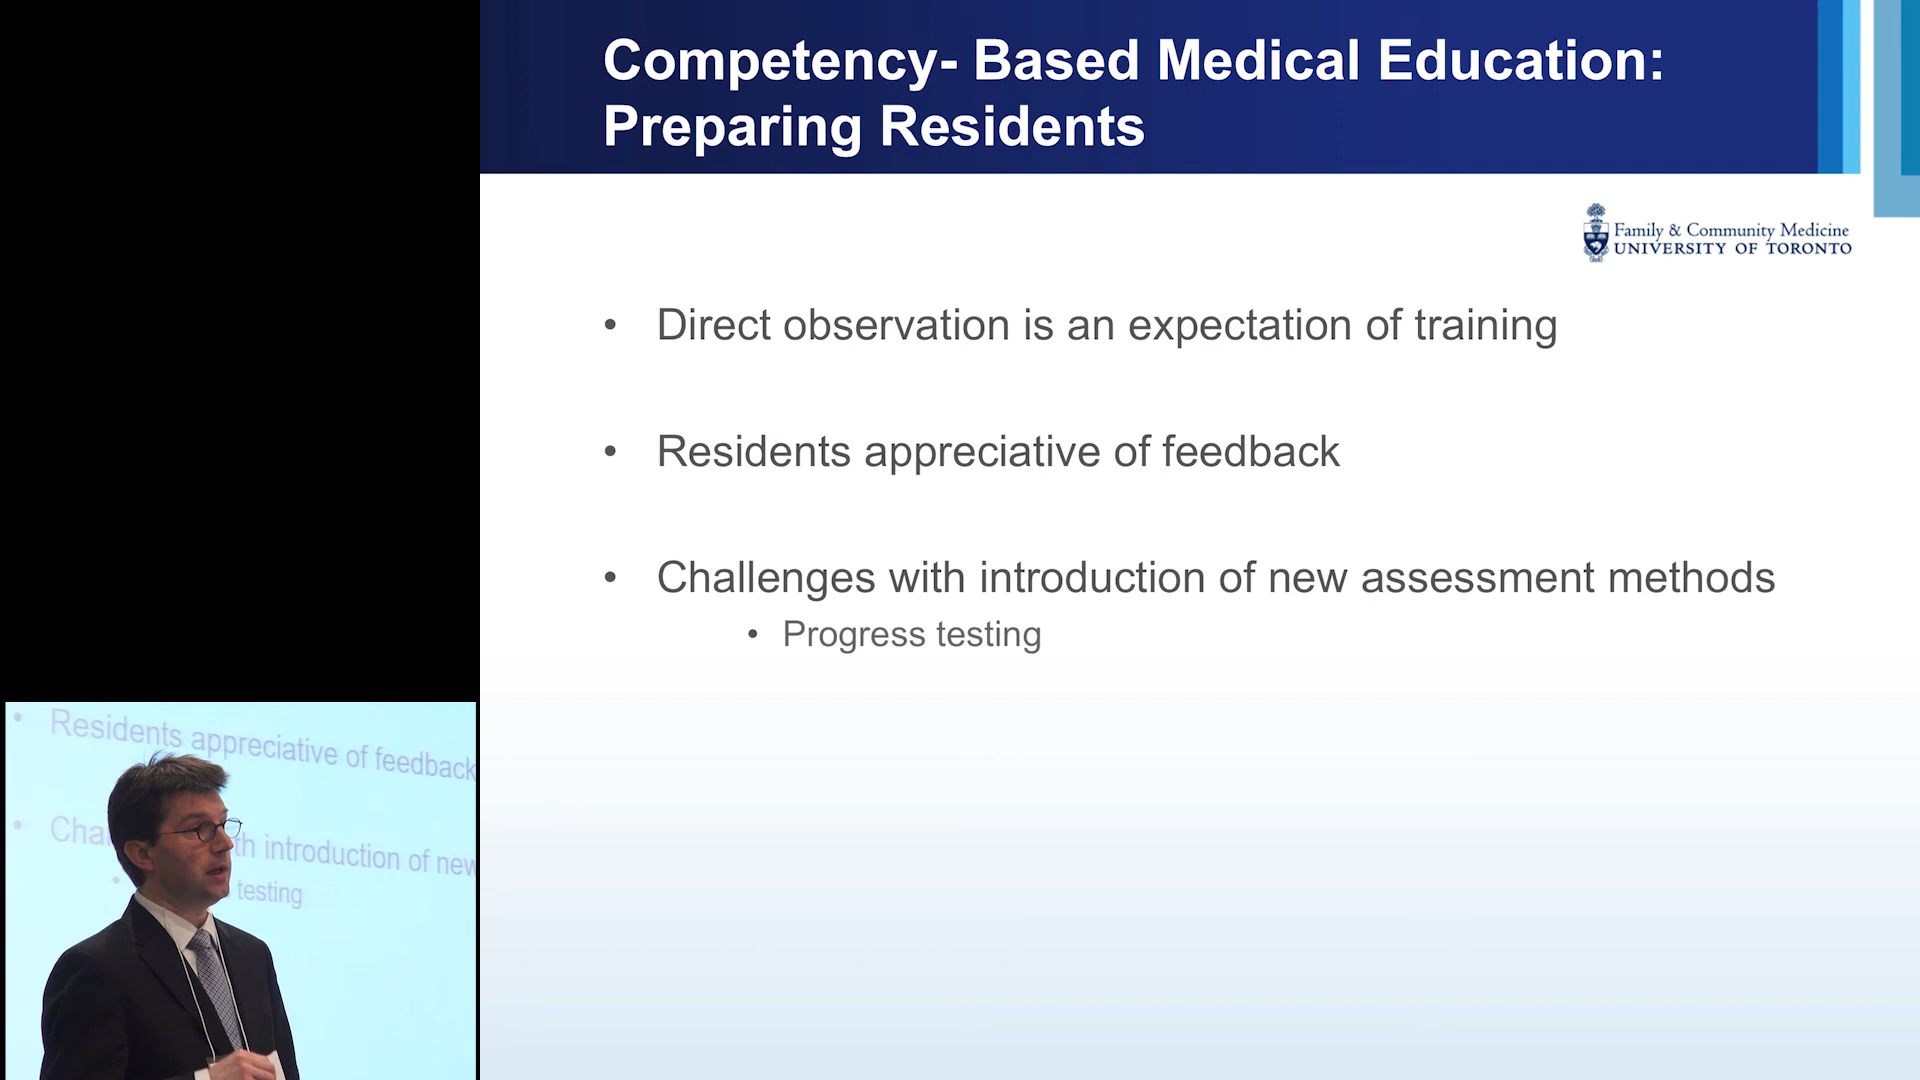 Competency- Based Medical Education:
Preparing Residents
Family & Community Medicine
UNIVERSITY OF TORONTO
• Direct observation is an expectation of training
• Residents appreciative of feedback
• Challenges with introduction of new assessment methods
• Progress testing
• Residents appreciative of feedback
• Cha th introduction of new
• testing